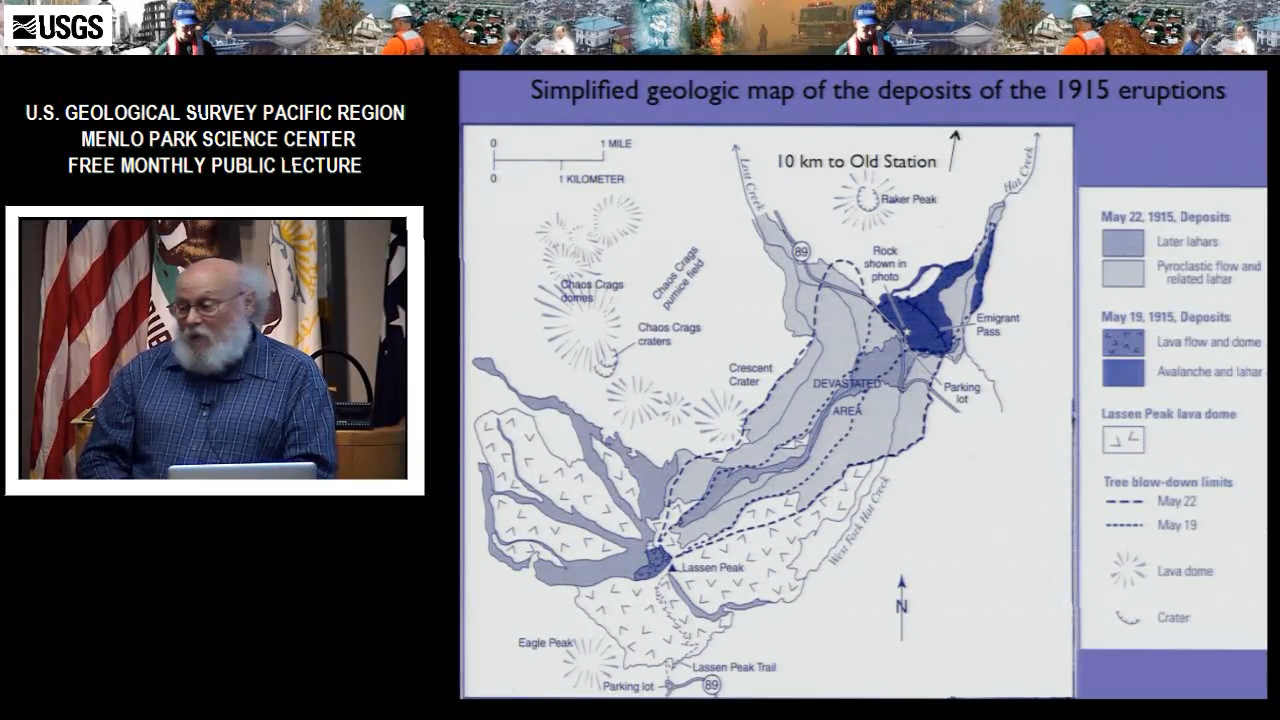 USGS
U.S. GEOLOGICAL SURVEY PACIFIC REGION
MENLO PARK SCIENCE CENTER
FREE MONTHLY PUBLIC LECTURE
Simplified geologic map of the deposits of the 1915 eruptions
0 1 MILE
0 1 KILOMETER
10 km to Old Station
Lost Creek
Hat Creek
Raker Peak
89
Rock
shown in
photo
Chaos Crags
domes
Chaos Crags
pumice field
Chaos Crags
craters
Emigrant
Pass
Crescent
Crater
DEVASTATED
AREA
Parking
lot
West Fork Hat Creek
Lassen Peak
N
Eagle Peak
Lassen Peak Trail
Parking lot
89
May 22, 1915, Deposits
Later lahars
Pyroclastic flow and
related lahar
May 19, 1915, Deposits
Lava flow and dome
Avalanche and lahar
Lassen Peak lava dome
Tree blow-down limits
May 22
May 19
Lava dome
Crater